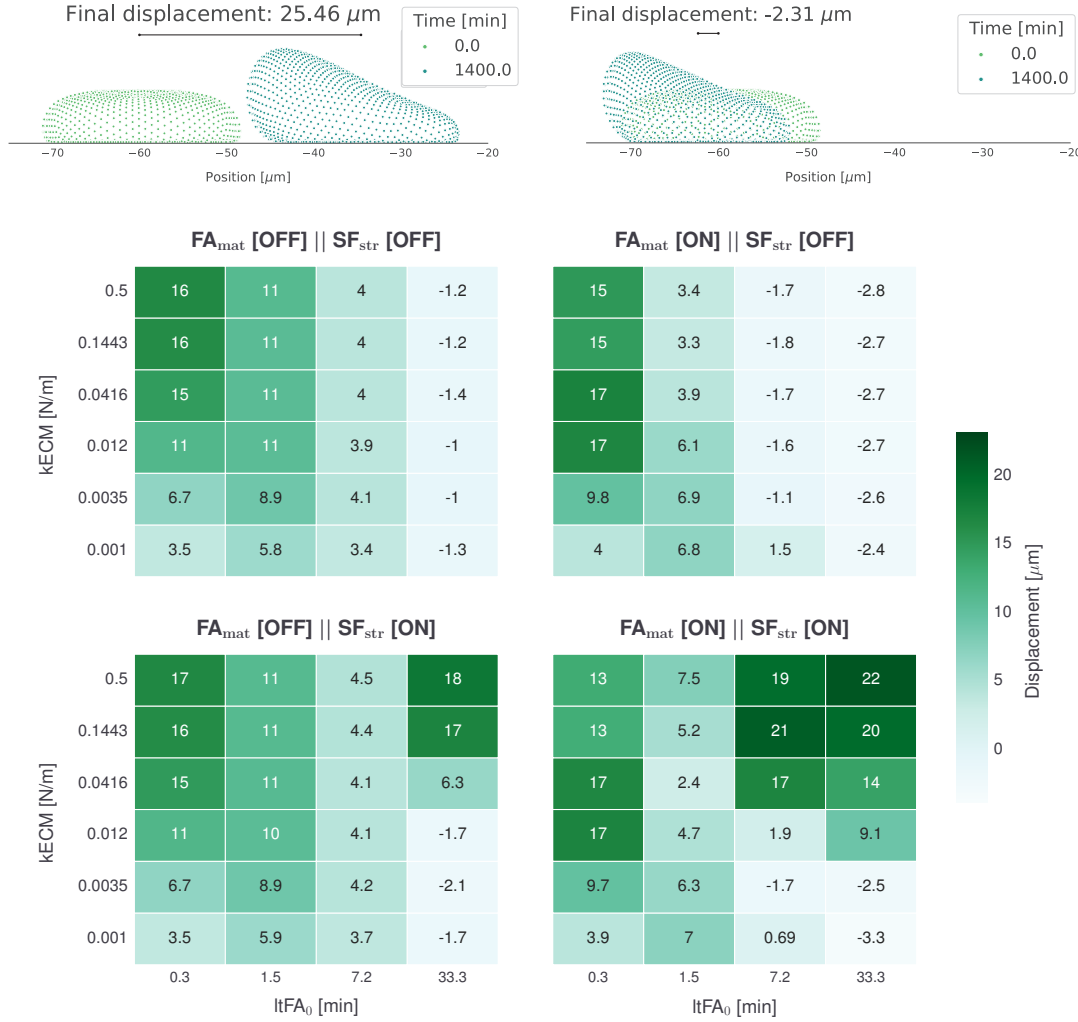 Final displacement: 25.46 μm
Time [min]
0.0
1400.0
−70 −60 −50 −40 −30 −20
Position [μm]
Final displacement: -2.31 μm
Time [min]
0.0
1400.0
−70 −60 −50 −40 −30 −20
Position [μm]
FAmat [OFF] || SFstr [OFF]
kECM [N/m]
0.5 16 11 4 -1.2
0.1443 16 11 4 -1.2
0.0416 15 11 4 -1.4
0.012 11 11 3.9 -1
0.0035 6.7 8.9 4.1 -1
0.001 3.5 5.8 3.4 -1.3
FAmat [ON] || SFstr [OFF]
15 3.4 -1.7 -2.8
15 3.3 -1.8 -2.7
17 3.9 -1.7 -2.7
17 6.1 -1.6 -2.7
9.8 6.9 -1.1 -2.6
4 6.8 1.5 -2.4
FAmat [OFF] || SFstr [ON]
kECM [N/m]
0.5 17 11 4.5 18
0.1443 16 11 4.4 17
0.0416 15 11 4.1 6.3
0.012 11 10 4.1 -1.7
0.0035 6.7 8.9 4.2 -2.1
0.001 3.5 5.9 3.7 -1.7
0.3 1.5 7.2 33.3
ltFA0 [min]
FAmat [ON] || SFstr [ON]
13 7.5 19 22
13 5.2 21 20
17 2.4 17 14
17 4.7 1.9 9.1
9.7 6.3 -1.7 -2.5
3.9 7 0.69 -3.3
0.3 1.5 7.2 33.3
ltFA0 [min]
20
15
10
5
0
Displacement [μm]